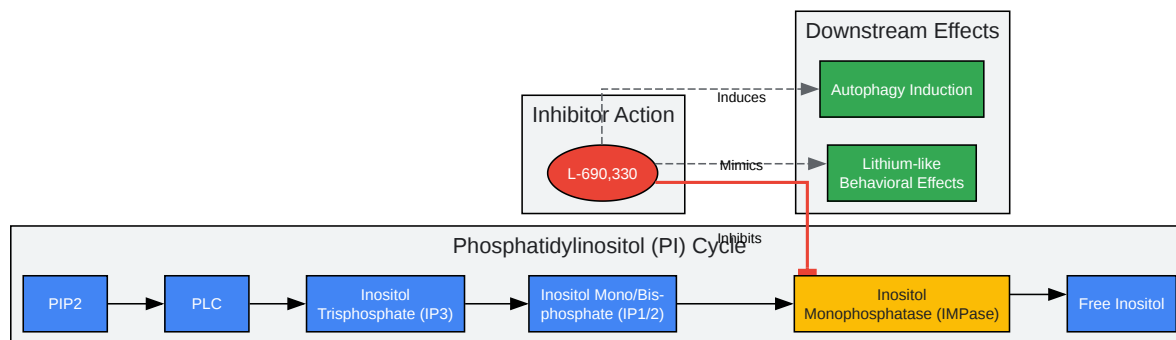 Downstream Effects
Autophagy Induction
Induces
Inhibitor Action
L-690,330
Mimics
Lithium-like
Behavioral Effects
Inhibits
Phosphatidylinositol (PI) Cycle
PIP2
PLC
Inositol
Trisphosphate (IP3)
Inositol Mono/Bis-
phosphate (IP1/2)
Inositol
Monophosphatase (IMPase)
Free Inositol